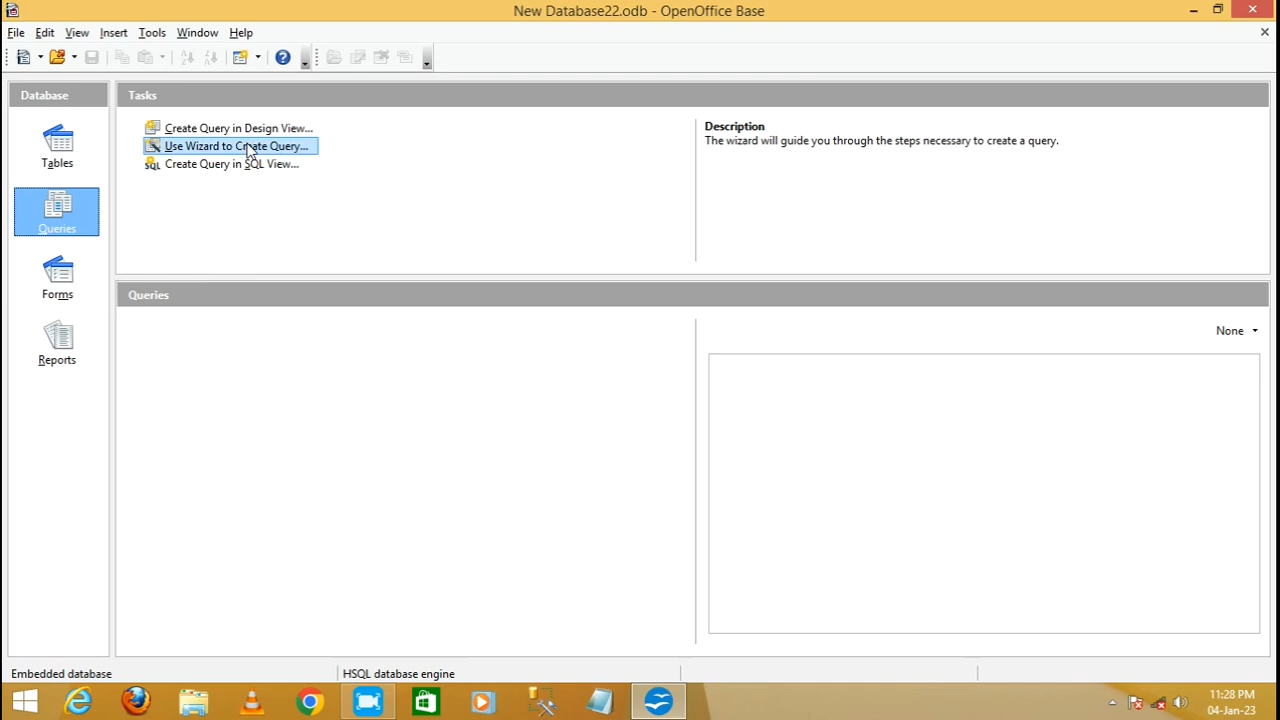 New Database22.odb - OpenOffice Base
File Edit View Insert Tools Window Help
Database
Tables
Queries
Forms
Reports
Tasks
Create Query in Design View...
Use Wizard to Create Query...
SQL Create Query in SQL View...
Description
The wizard will guide you through the steps necessary to create a query.
Queries
None
Embedded database
HSQL database engine
11:28 PM
04-Jan-23